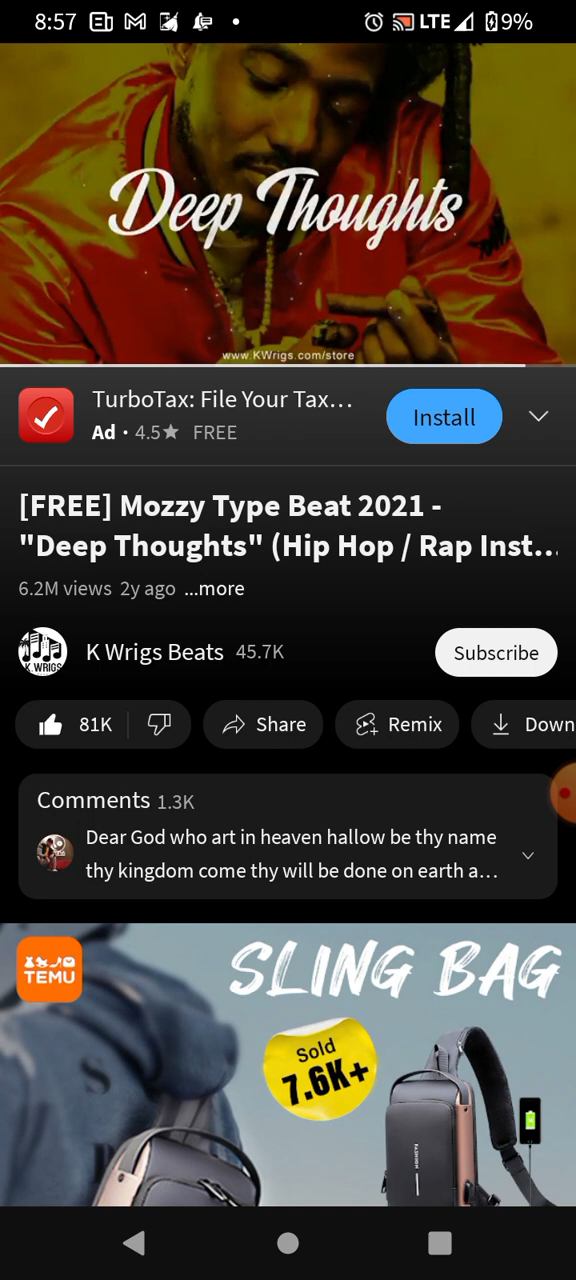 8:57 LTE 9%
Deep Thoughts
www.KWrigs.com/store
TurboTax: File Your Tax...
Install
Ad · 4.5★ FREE
[FREE] Mozzy Type Beat 2021 -
"Deep Thoughts" (Hip Hop / Rap Inst...
6.2M views 2y ago ...more
K.WRIGS
K Wrigs Beats 45.7K
Subscribe
81K Share Remix Down
Comments 1.3K
Dear God who art in heaven hallow be thy name
thy kingdom come thy will be done on earth a...
TEMU
SLING BAG
Sold
7.6K+
FASHION